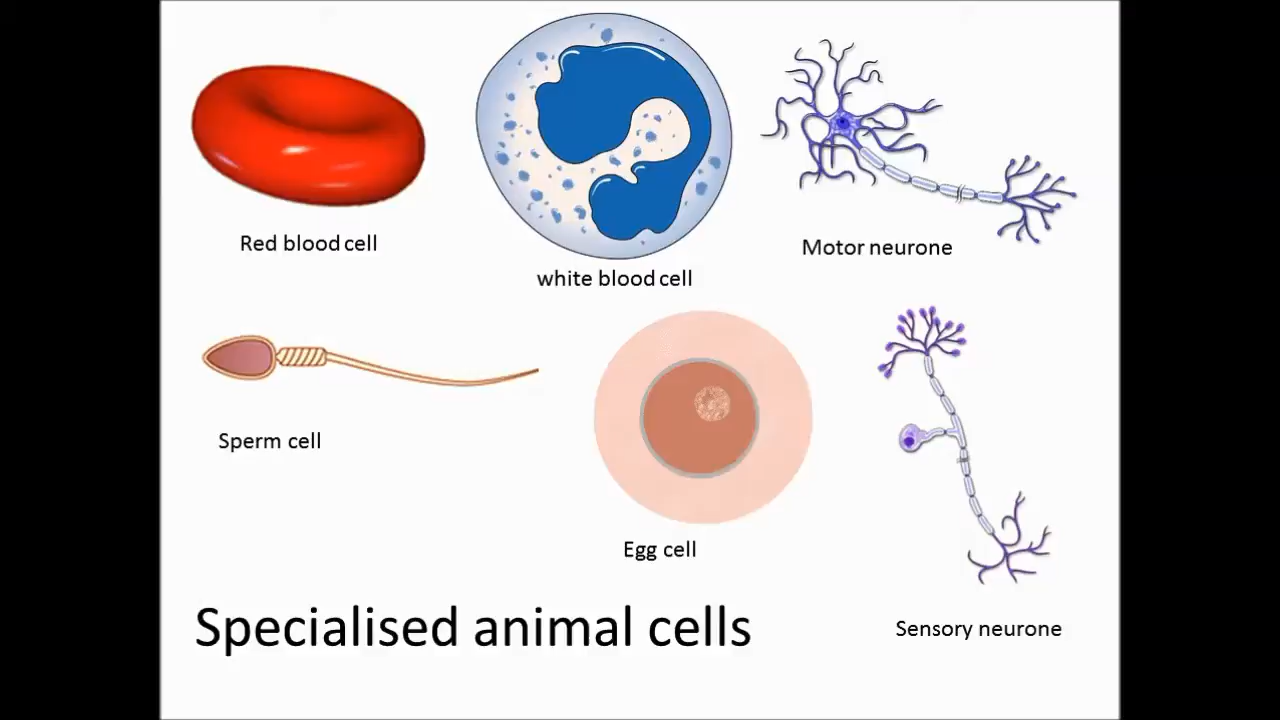 Red blood cell
white blood cell
Motor neurone
Sperm cell
Egg cell
Sensory neurone
Specialised animal cells